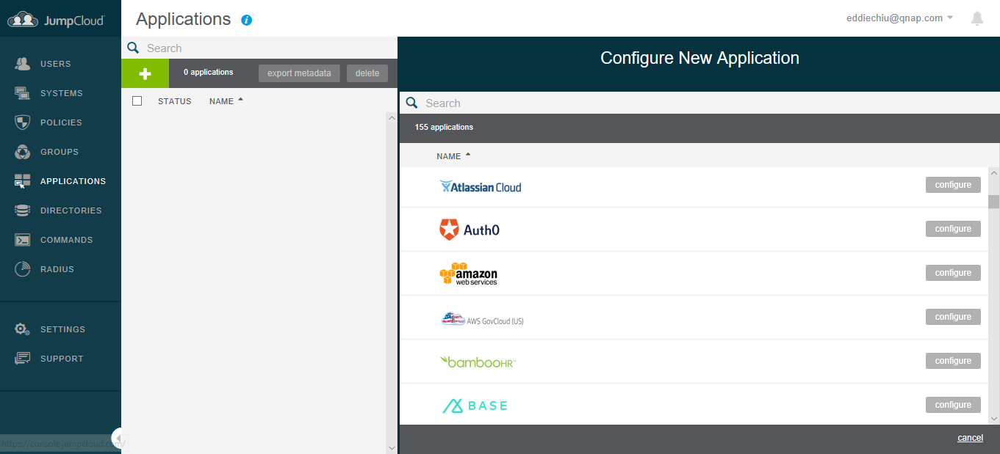 JumpCloud
Applications
eddiechiu@qnap.com
Search
0 applications
export metadata
delete
STATUS
NAME
USERS
SYSTEMS
POLICIES
GROUPS
APPLICATIONS
DIRECTORIES
COMMANDS
RADIUS
SETTINGS
SUPPORT
https://console.jumpcloud.com/
Configure New Application
Search
155 applications
NAME
Atlassian Cloud
configure
Auth0
configure
amazon
web services
configure
AWS GovCloud (US)
configure
bambooHR
configure
BASE
configure
cancel